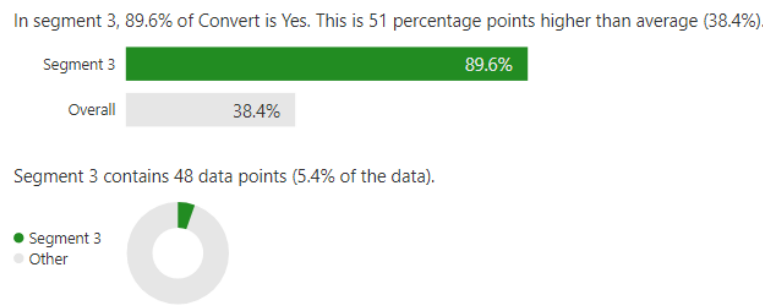 In segment 3, 89.6% of Convert is Yes. This is 51 percentage points higher than average (38.4%).
Segment 3 89.6%
Overall 38.4%
Segment 3 contains 48 data points (5.4% of the data).
Segment 3
Other